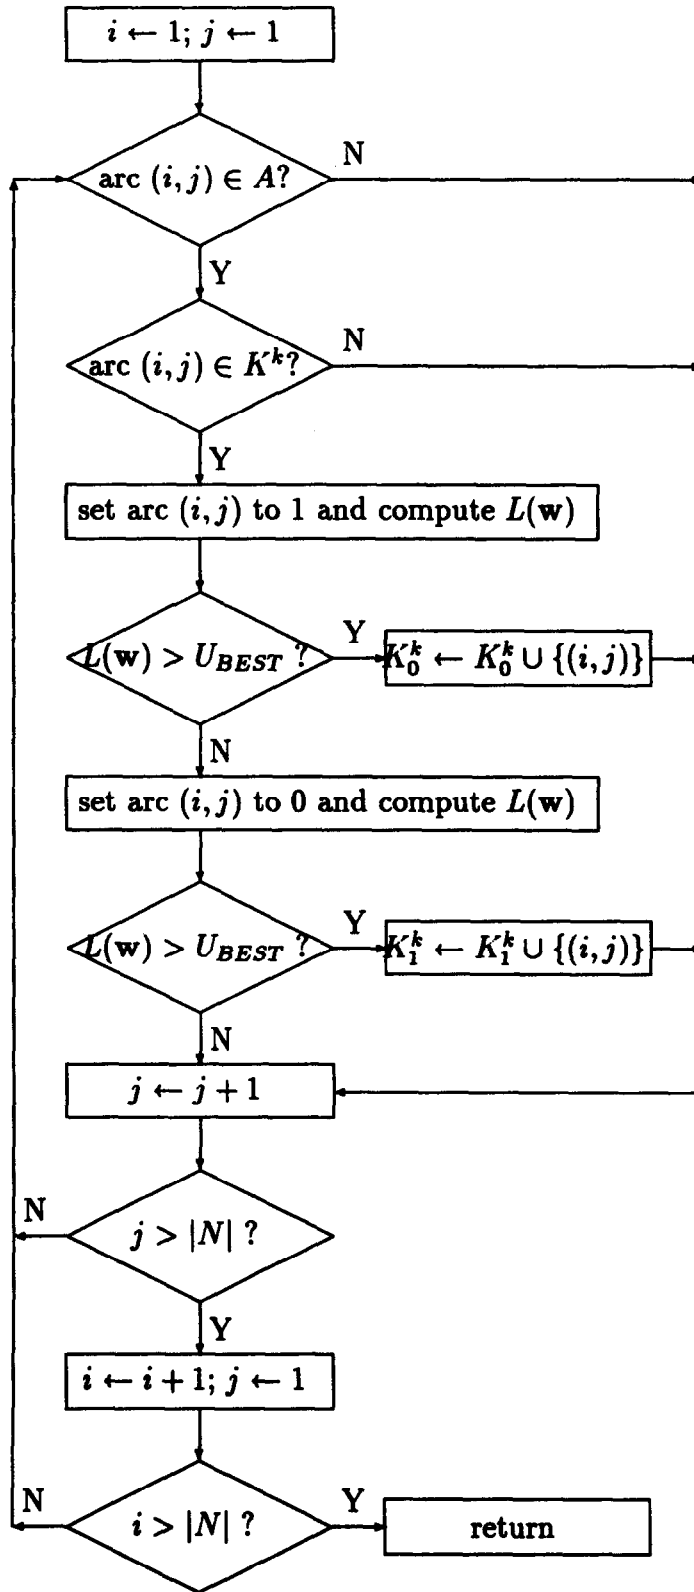 i ← 1; j ← 1
arc (i, j) ∈ A?
N
Y
arc (i, j) ∈ K^k?
N
Y
set arc (i, j) to 1 and compute L(w)
L(w) > U_BEST ?
Y
K_0^k ← K_0^k ∪ {(i, j)}
N
set arc (i, j) to 0 and compute L(w)
L(w) > U_BEST ?
Y
K_1^k ← K_1^k ∪ {(i, j)}
N
j ← j + 1
N
j > |N| ?
Y
i ← i + 1; j ← 1
N
i > |N| ?
Y
return